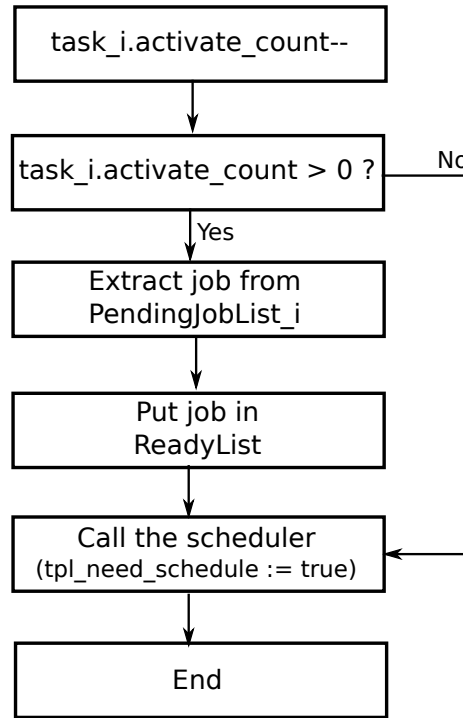 task_i.activate_count--
task_i.activate_count > 0 ?
No
Yes
Extract job from
PendingJobList_i
Put job in
ReadyList
Call the scheduler
(tpl_need_schedule := true)
End